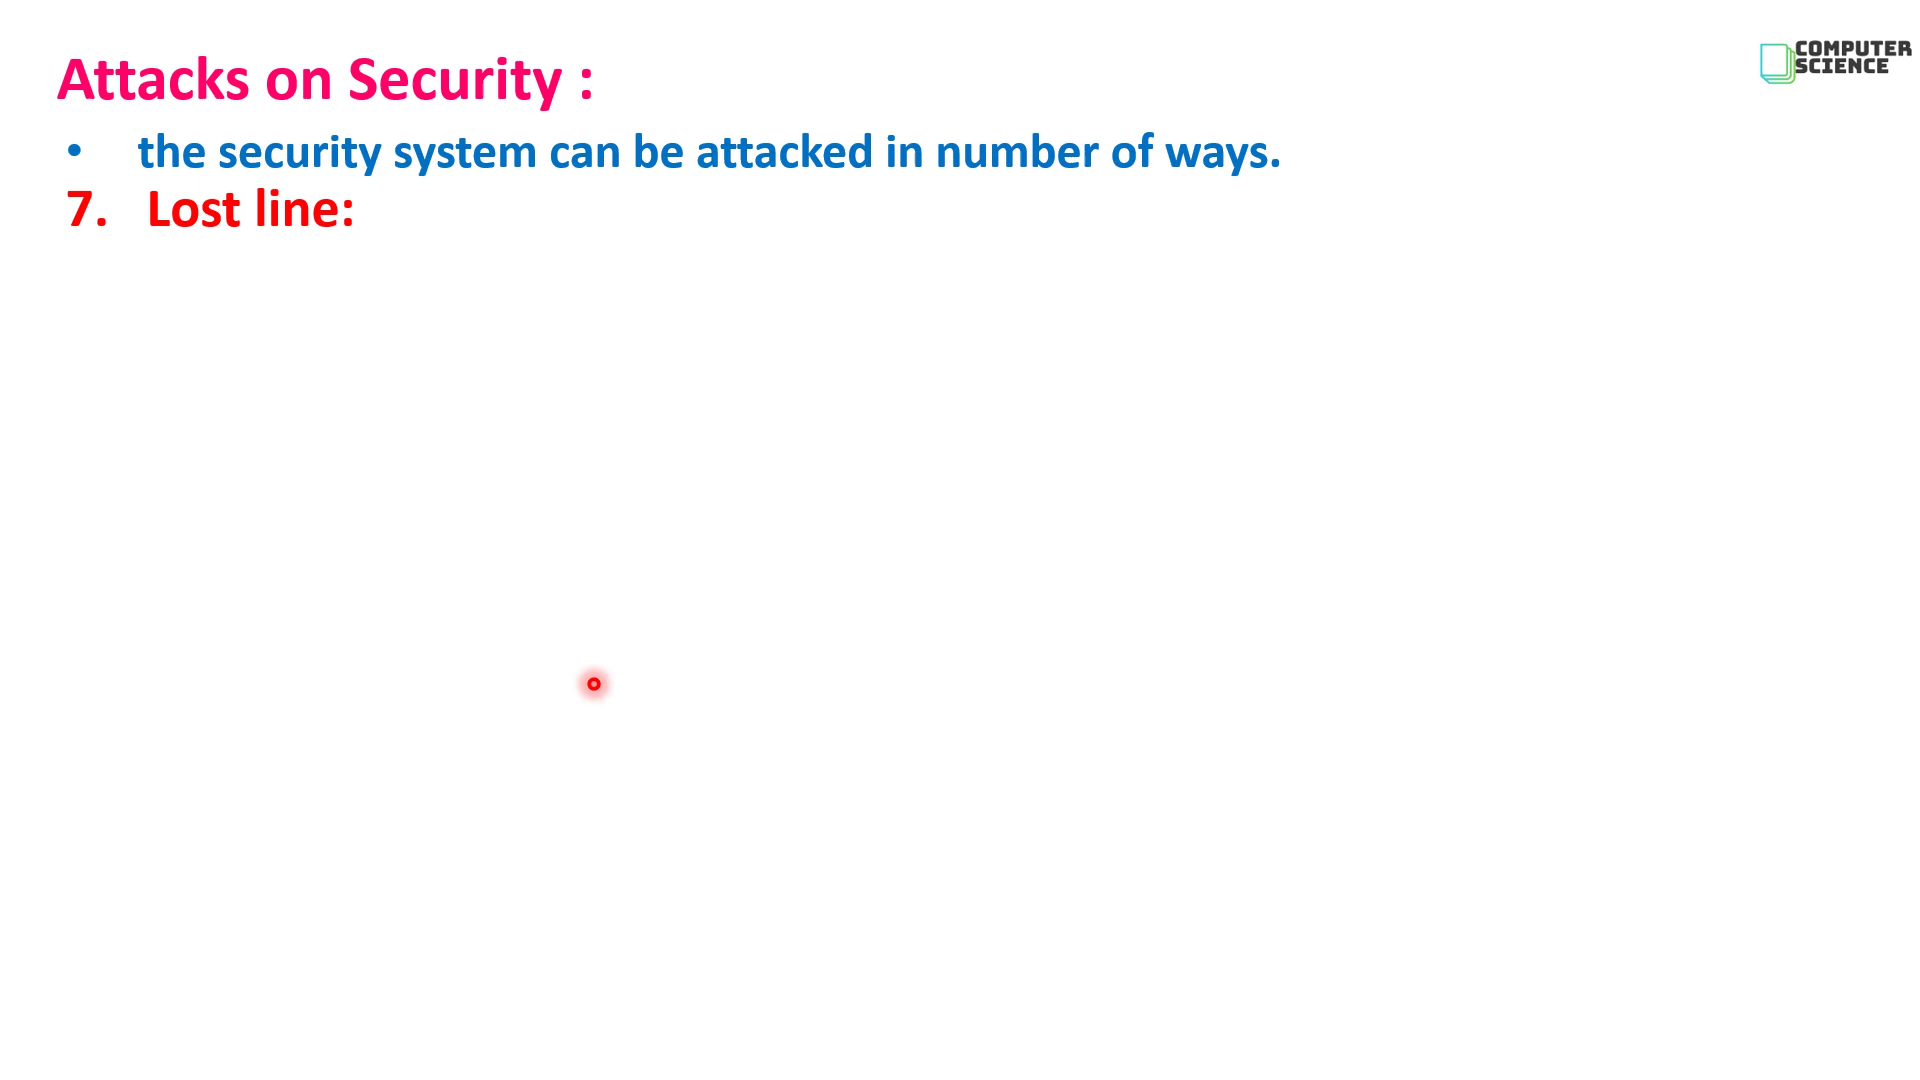 COMPUTER
SCIENCE
Attacks on Security :
• the security system can be attacked in number of ways.
7. Lost line: